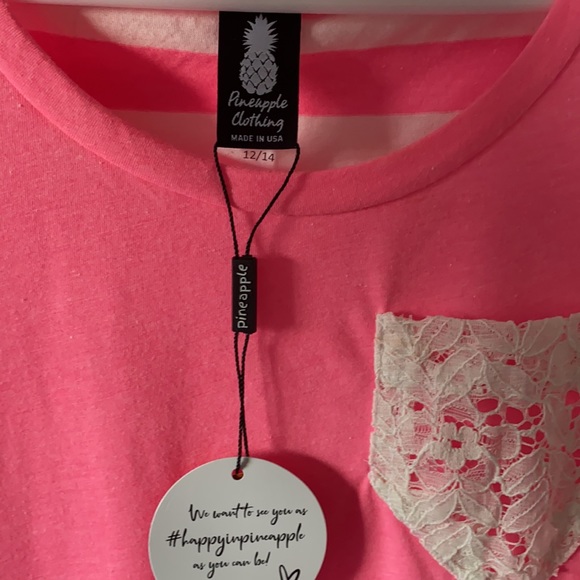 Pineapple
Clothing
MADE IN USA
12/14
pineapple
We want to see you as
#happyinpineapple
as you can be!